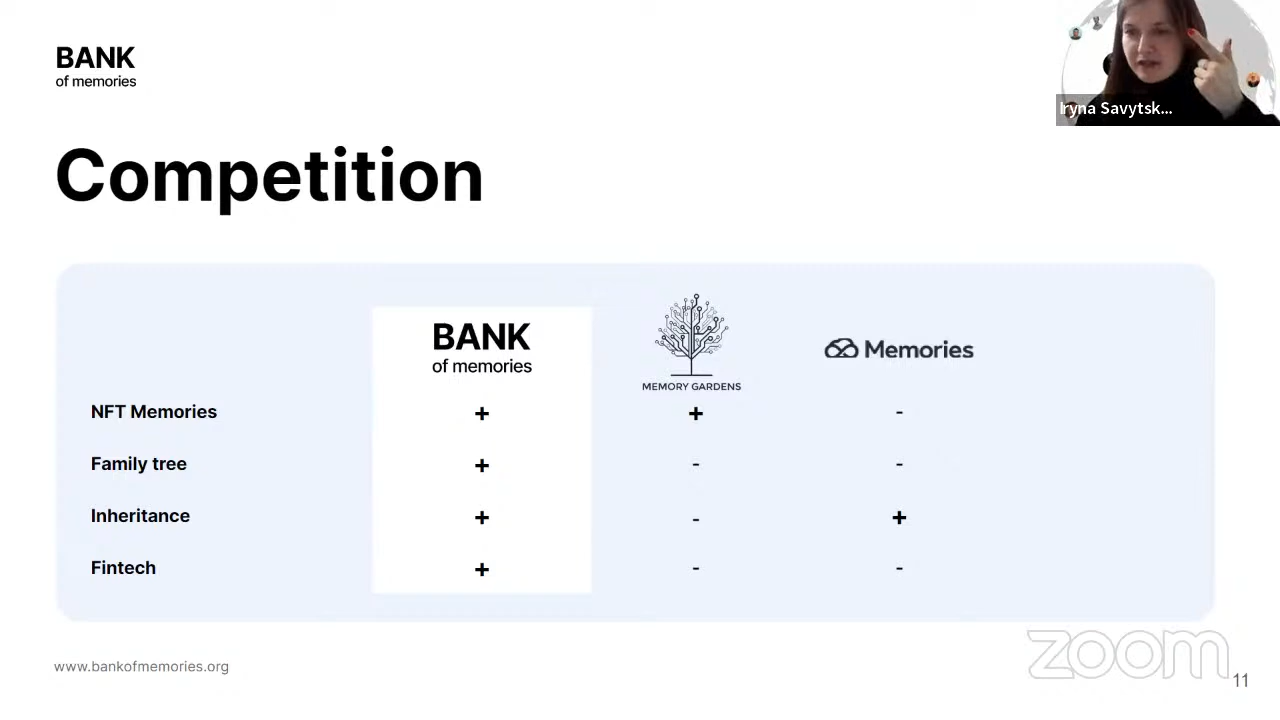 BANK
of memories
Iryna Savytsk...
Competition
BANK
of memories
MEMORY GARDENS
Memories
NFT Memories + + -
Family tree + - -
Inheritance + - +
Fintech + - -
www.bankofmemories.org
zoom
11